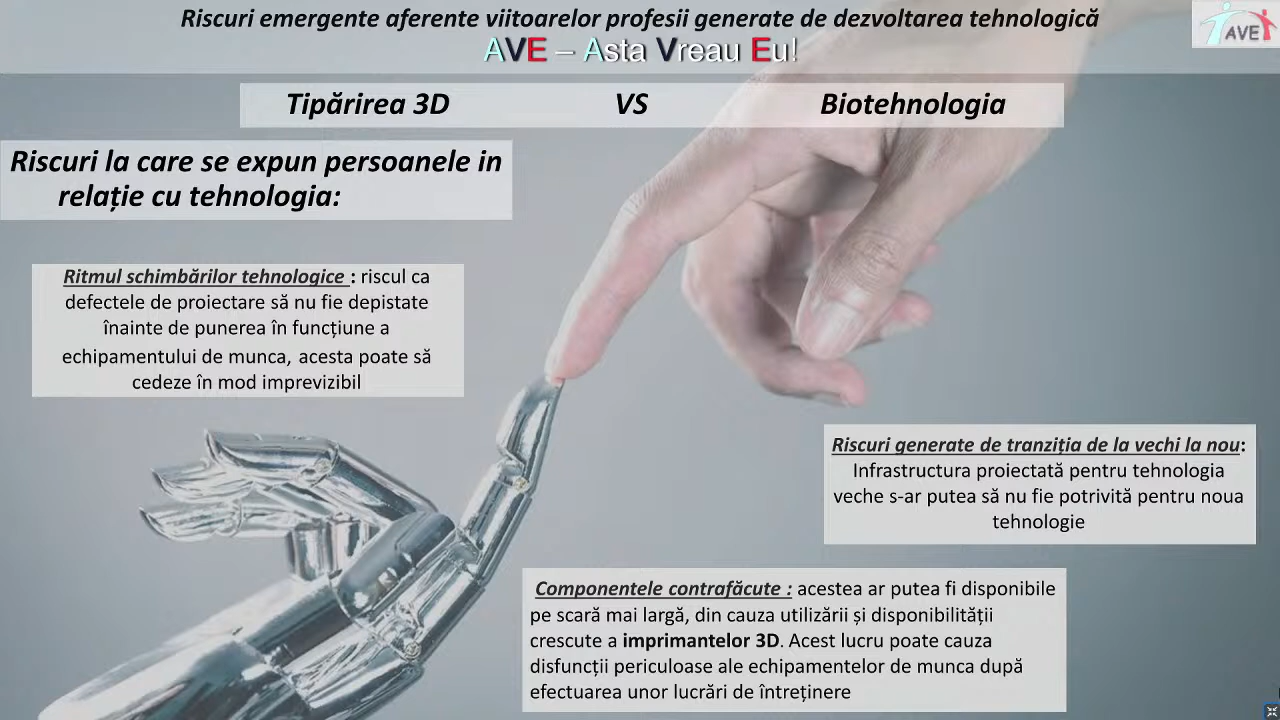 Riscuri emergente aferente viitoarelor profesii generate de dezvoltarea tehnologică
AVE – Asta Vreau Eu!
AVE
Tipărirea 3D VS Biotehnologia
Riscuri la care se expun persoanele in
relație cu tehnologia:
Ritmul schimbărilor tehnologice : riscul ca
defectele de proiectare să nu fie depistate
înainte de punerea în funcțiune a
echipamentului de munca, acesta poate să
cedeze în mod imprevizibil
Riscuri generate de tranziția de la vechi la nou:
Infrastructura proiectată pentru tehnologia
veche s-ar putea să nu fie potrivită pentru noua
tehnologie
Componentele contrafăcute : acestea ar putea fi disponibile
pe scară mai largă, din cauza utilizării și disponibilității
crescute a imprimantelor 3D. Acest lucru poate cauza
disfuncții periculoase ale echipamentelor de munca după
efectuarea unor lucrări de întreținere